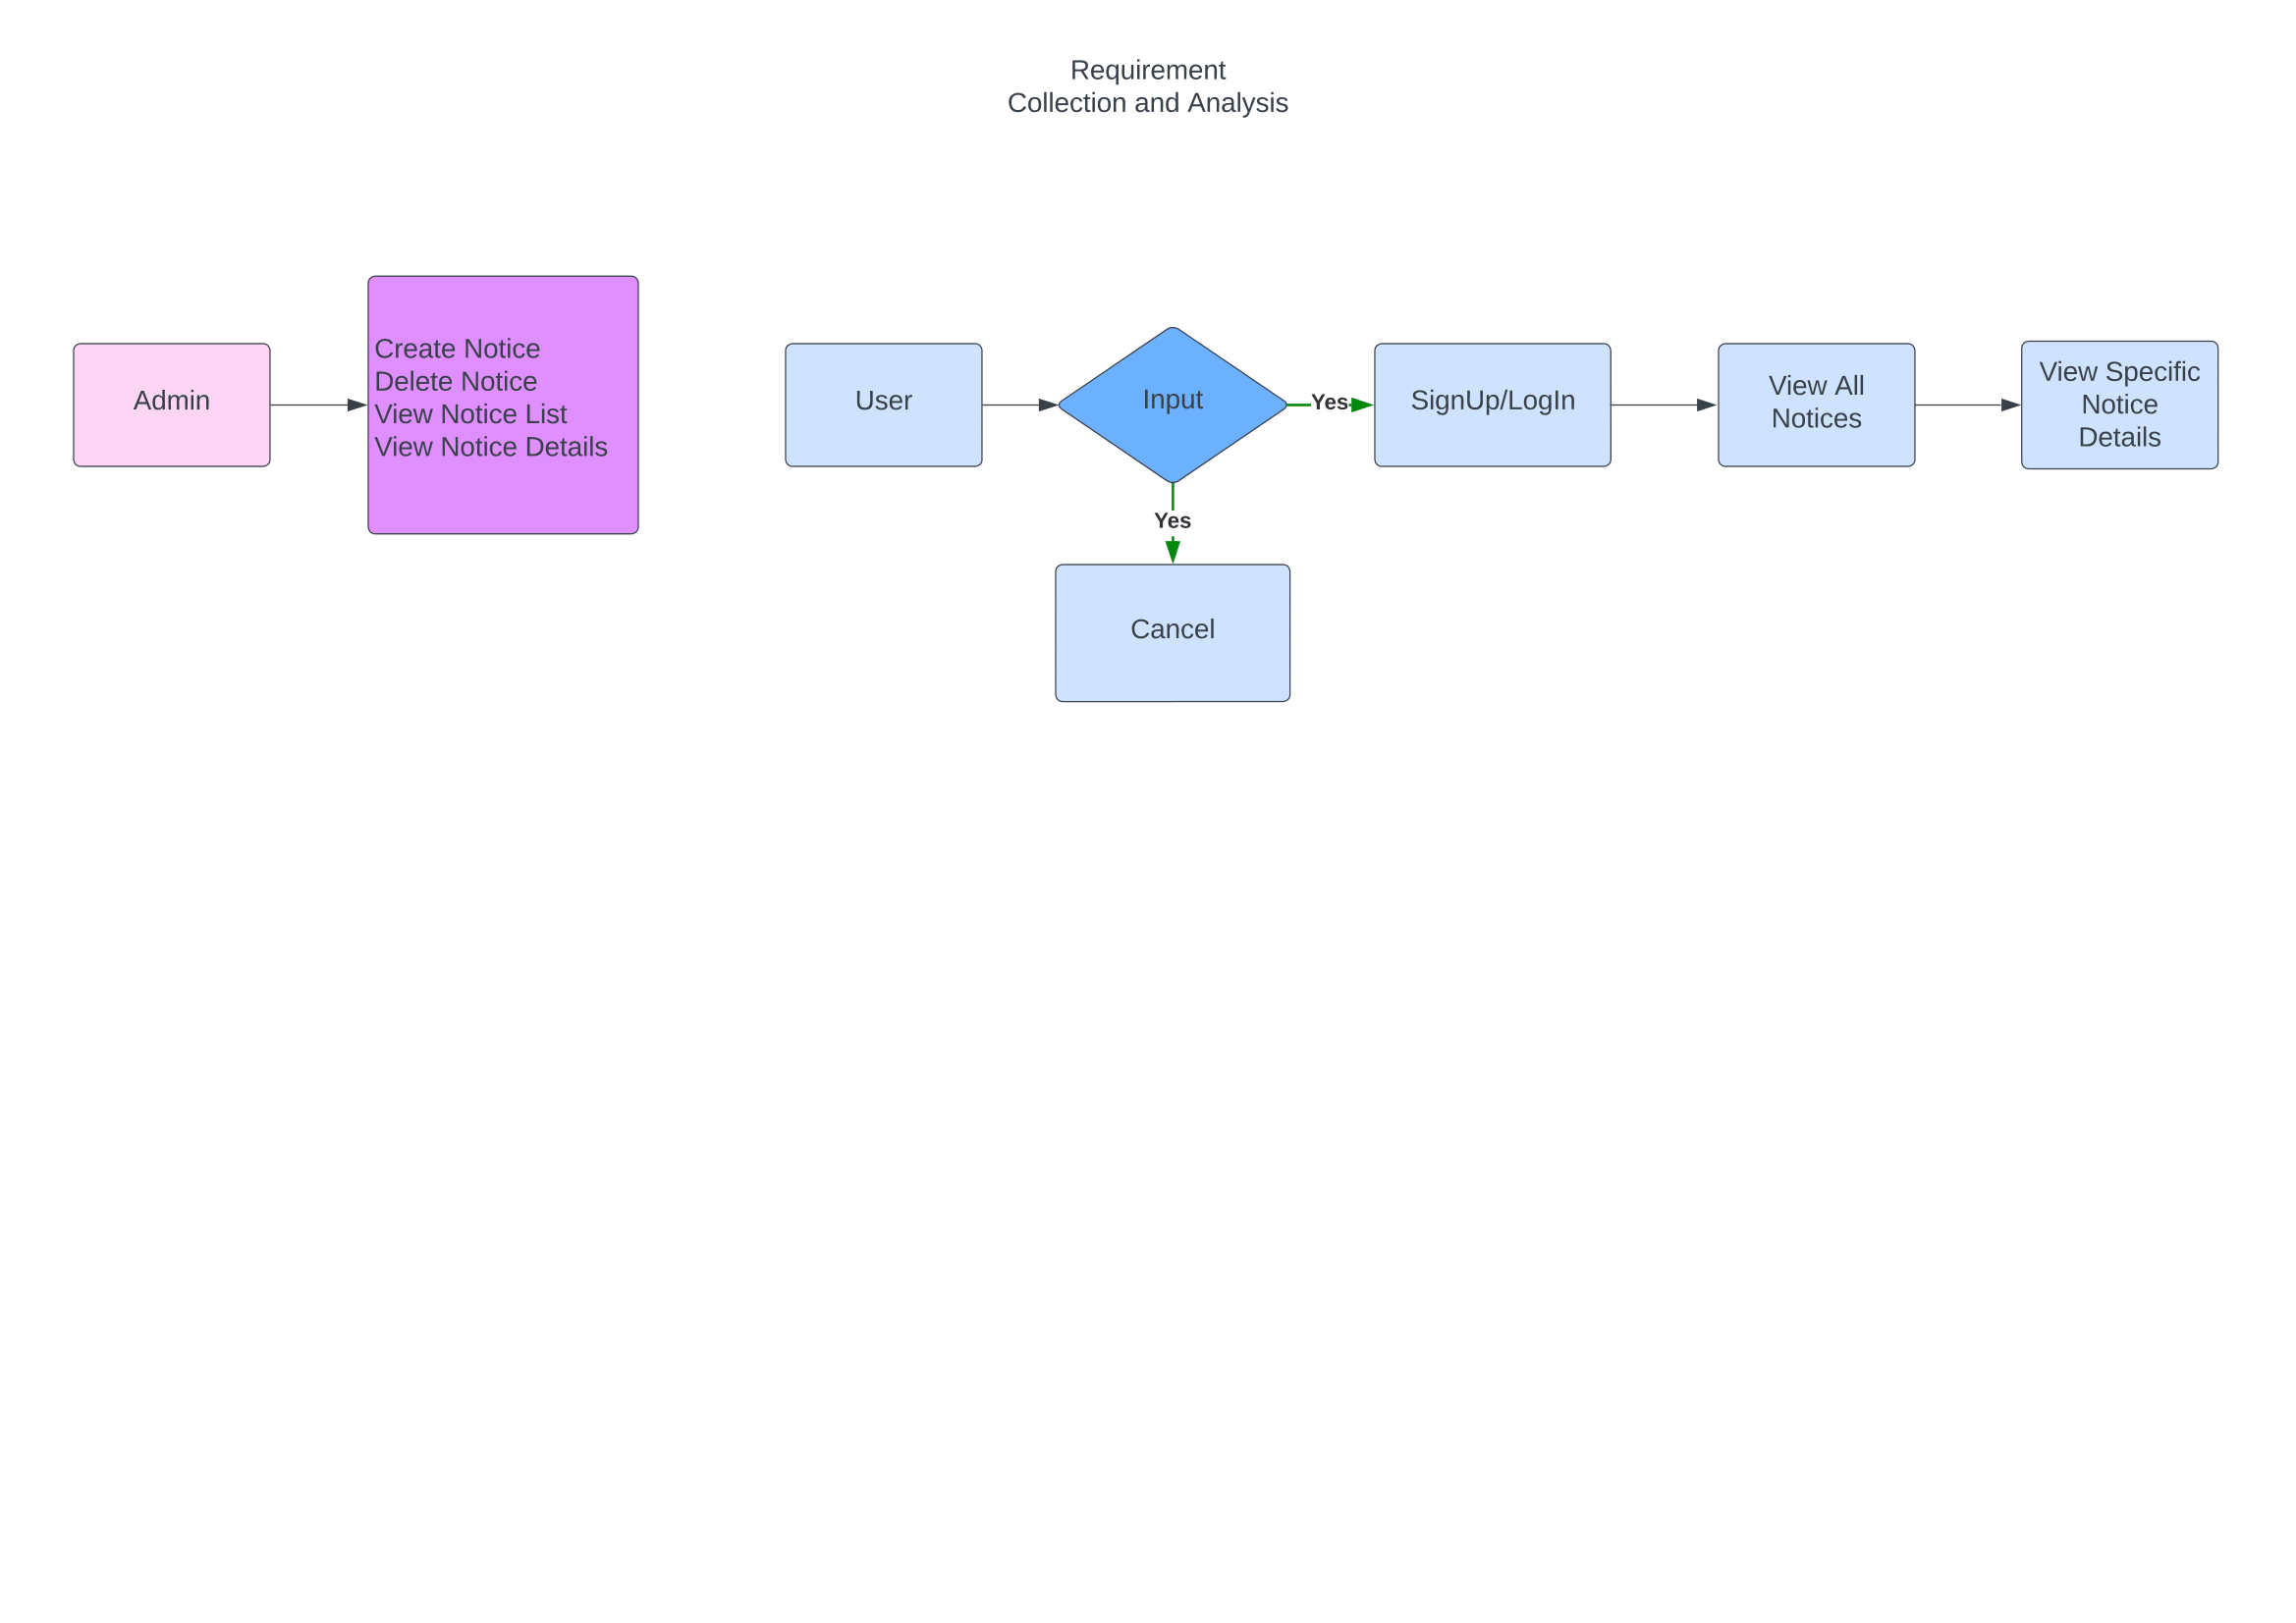 Requirement
Collection and Analysis
Admin
Create Notice
Delete Notice
View Notice List
View Notice Details
User
Input
Yes
SignUp/LogIn
View All
Notices
View Specific
Notice
Details
Yes
Cancel